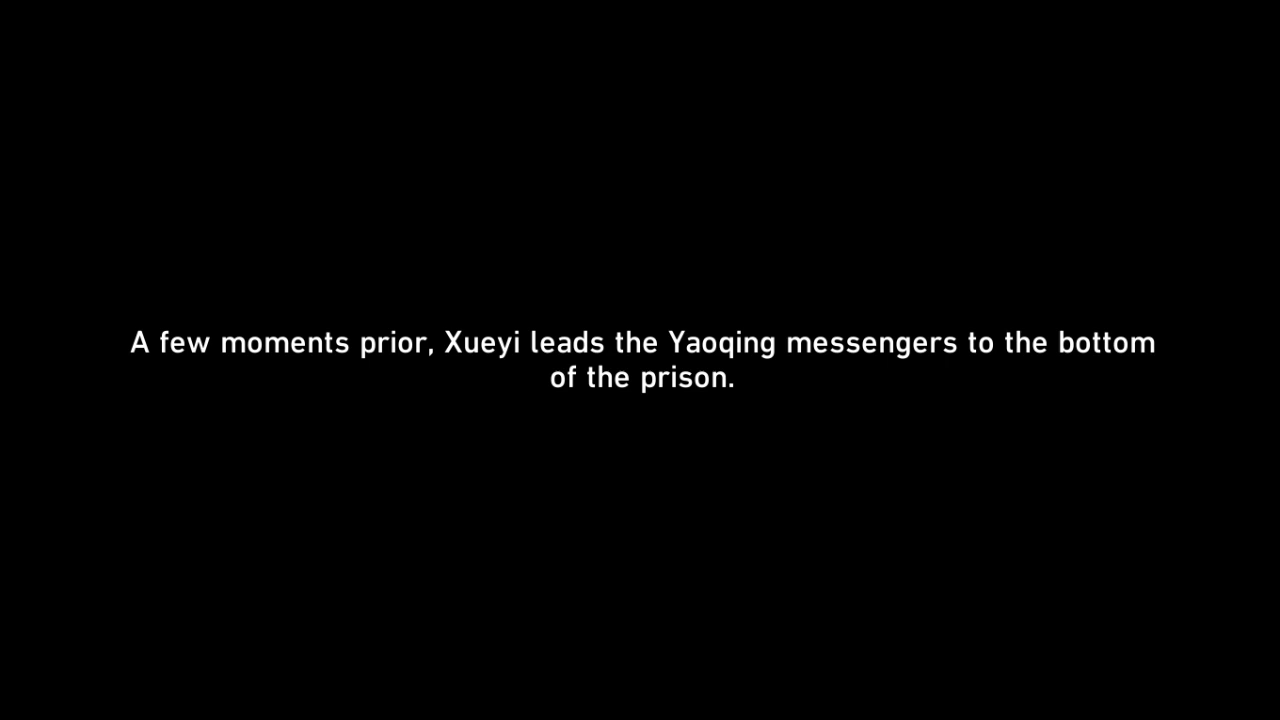 A few moments prior, Xueyi leads the Yaoqing messengers to the bottom
of the prison.